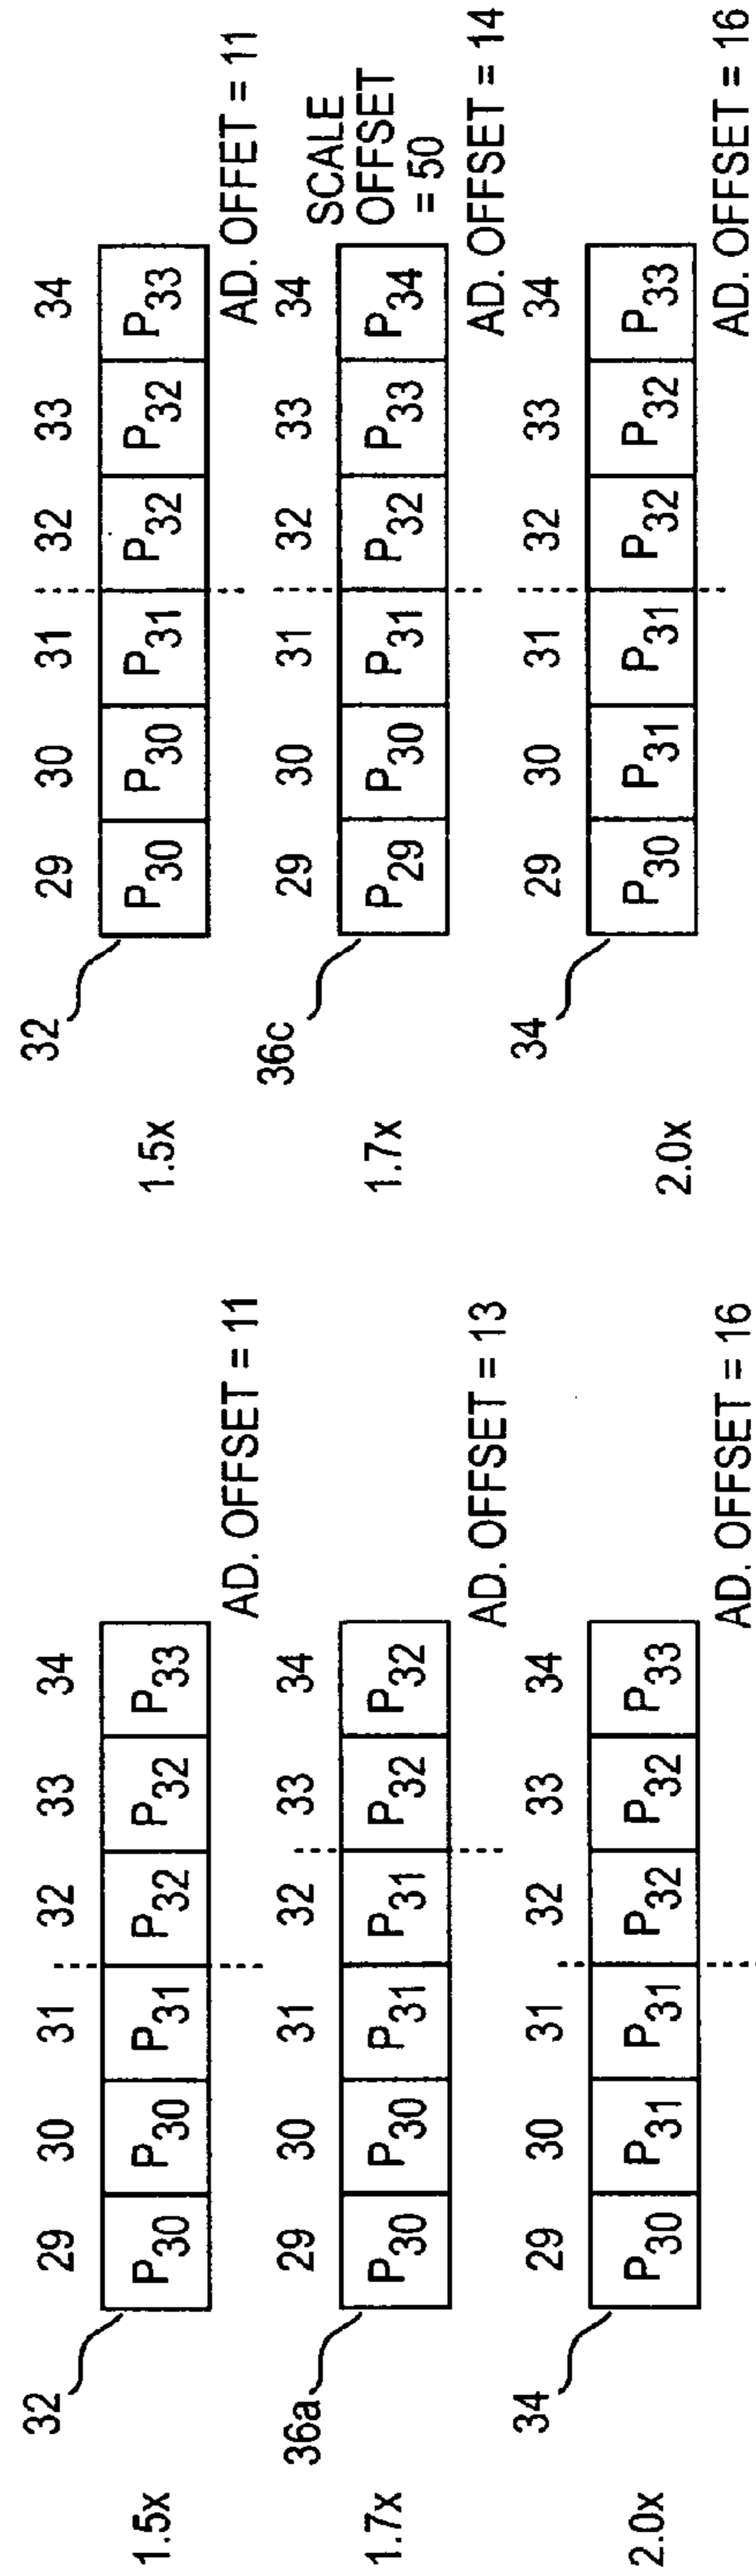 29 30 31 32 33 34
32
1.5x
P30 P30 P31 P32 P32 P33
AD. OFFSET = 11
29 30 31 32 33 34
36a
1.7x
P30 P30 P31 P31 P32 P32
AD. OFFSET = 13
29 30 31 32 33 34
34
2.0x
P30 P31 P31 P32 P32 P33
AD. OFFSET = 16
29 30 31 32 33 34
32
1.5x
P30 P30 P31 P32 P32 P33
AD. OFFET = 11
29 30 31 32 33 34
36c
1.7x
P29 P30 P31 P32 P33 P34
SCALE
OFFSET
= 50
AD. OFFSET = 14
29 30 31 32 33 34
34
2.0x
P30 P31 P31 P32 P32 P33
AD. OFFSET = 16